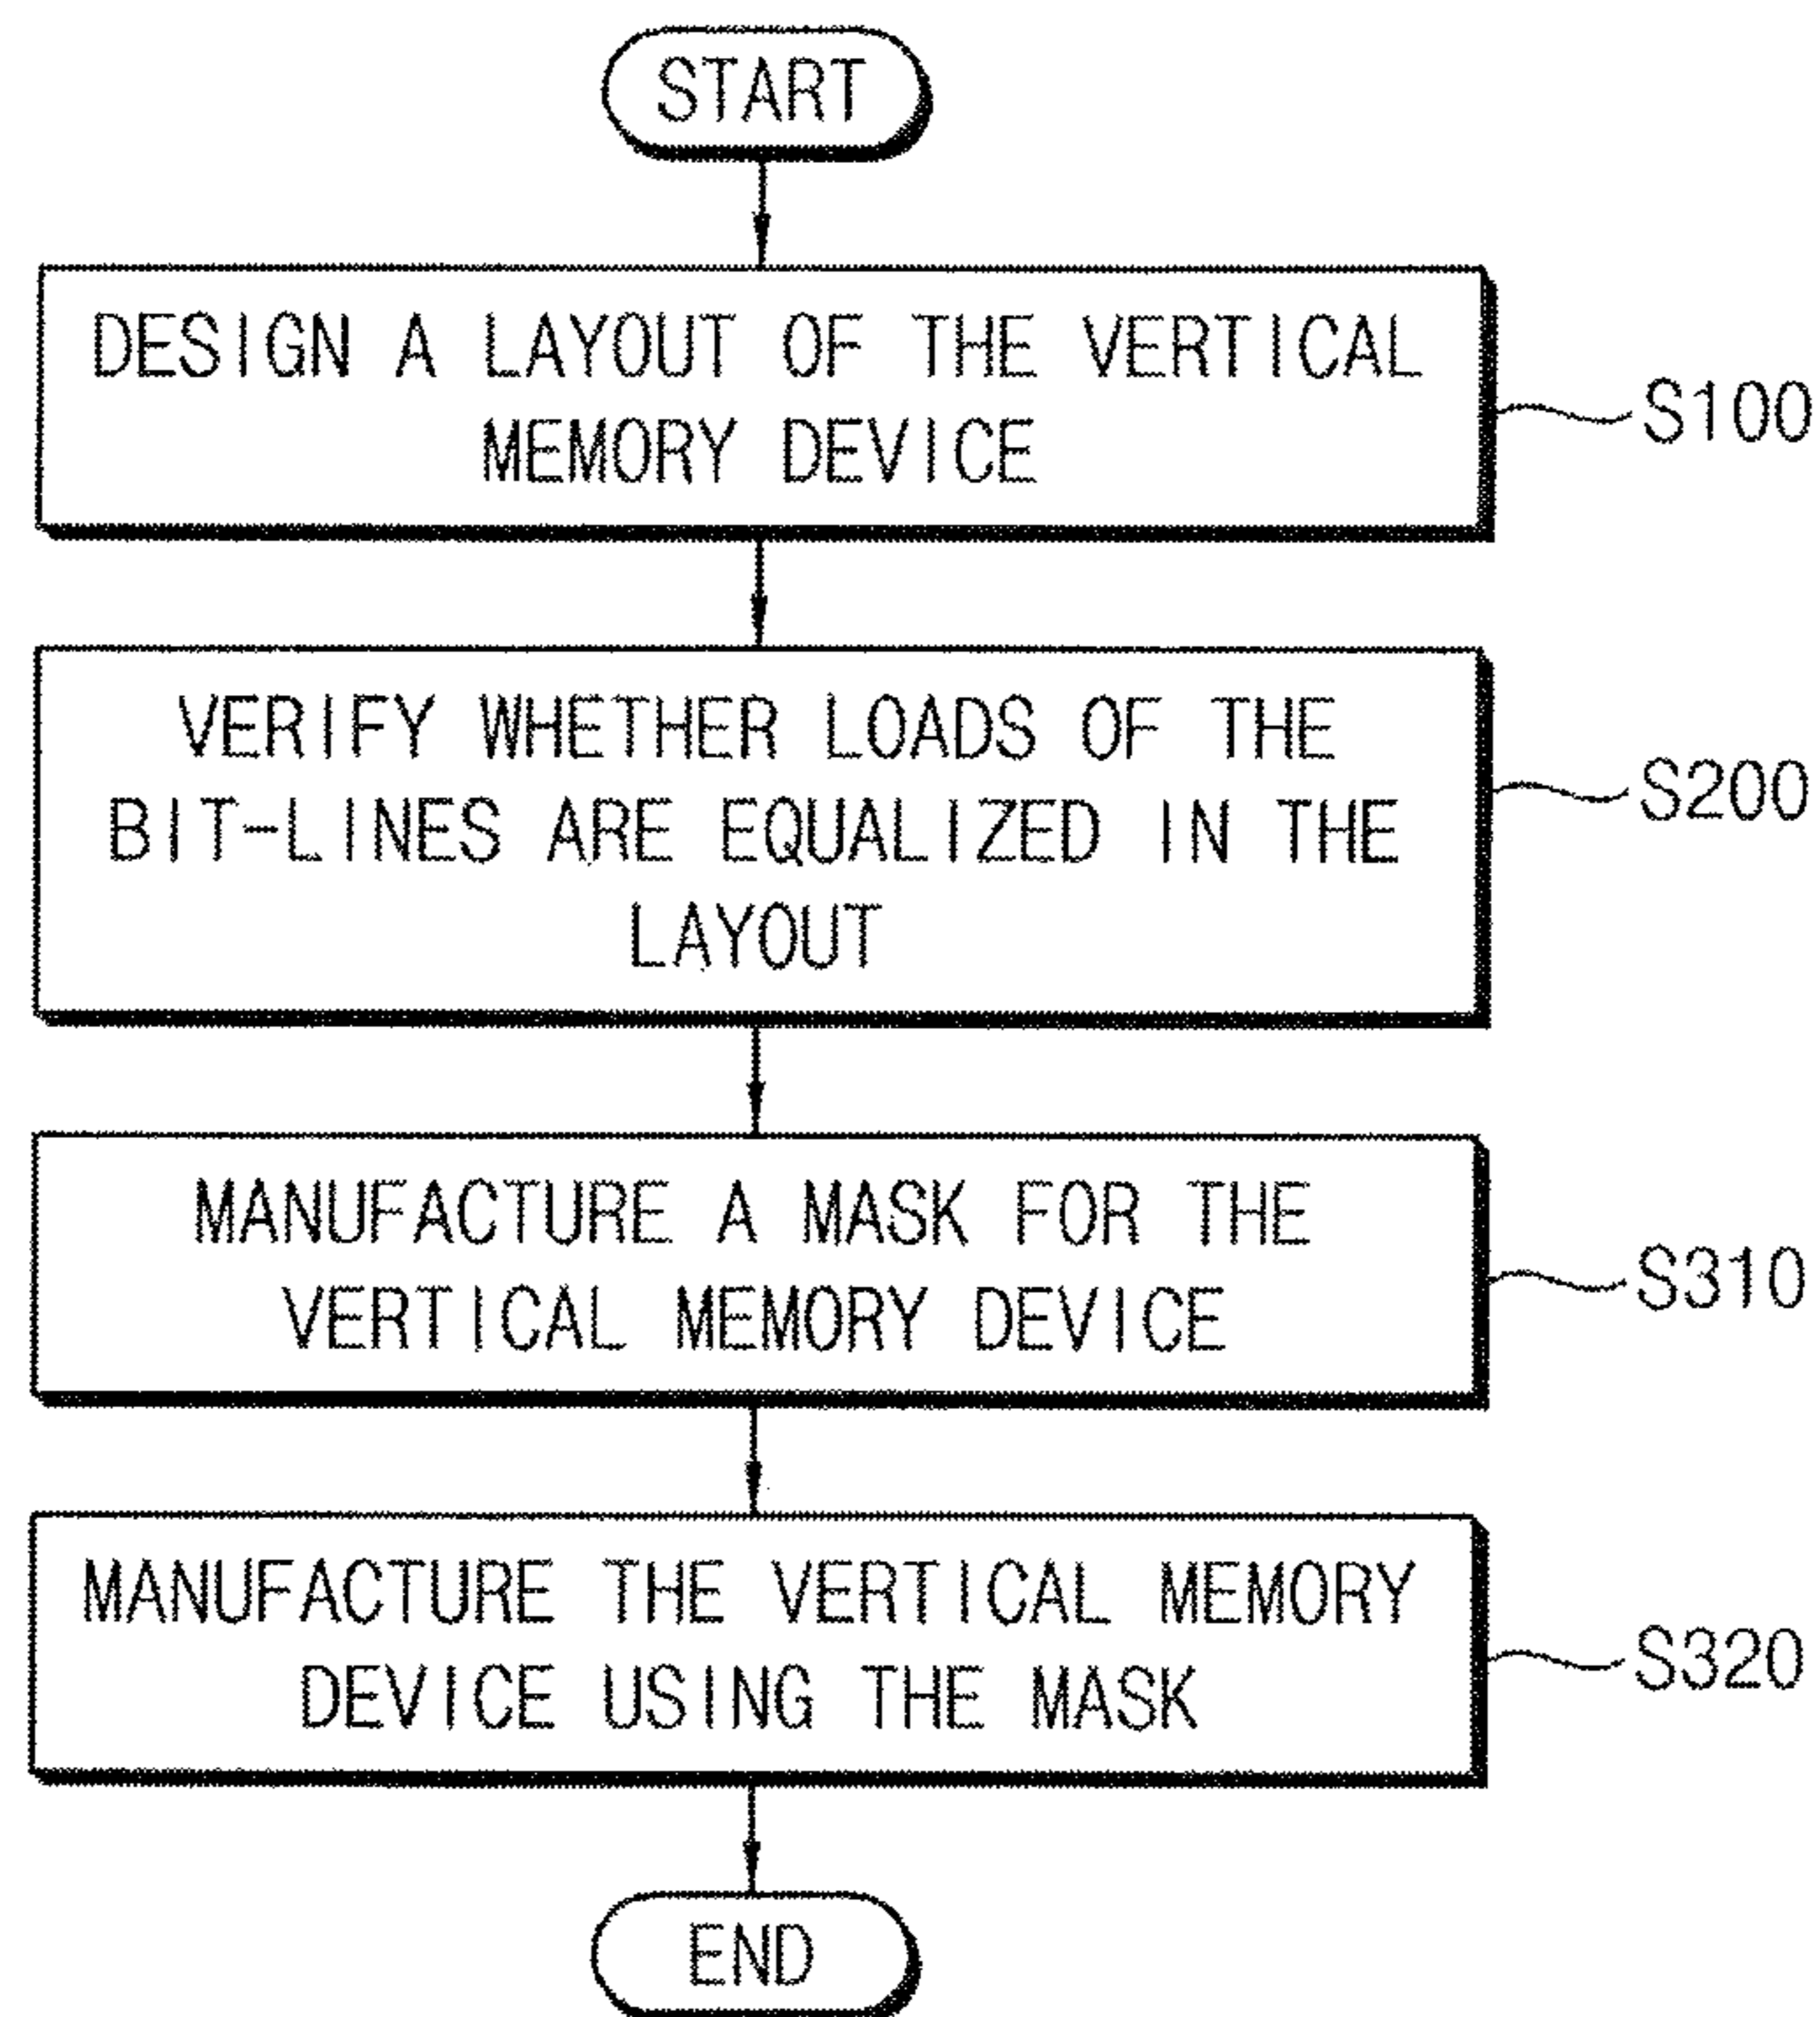 START
DESIGN A LAYOUT OF THE VERTICAL
MEMORY DEVICE
S100
VERIFY WHETHER LOADS OF THE
BIT-LINES ARE EQUALIZED IN THE
LAYOUT
S200
MANUFACTURE A MASK FOR THE
VERTICAL MEMORY DEVICE
S310
MANUFACTURE THE VERTICAL MEMORY
DEVICE USING THE MASK
S320
END